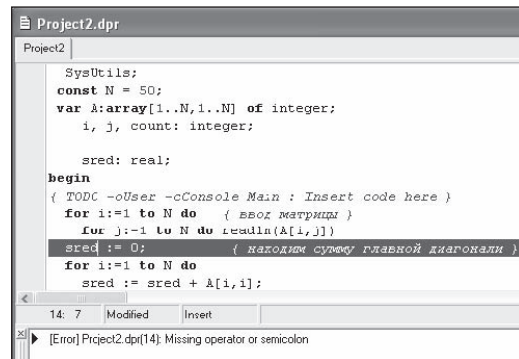 Project2.dpr
Project2
SysUtils;
const N = 50;
var A:array[1..N,1..N] of integer;
i, j, count: integer;
sred: real;
begin
{ TODO -oUser -cConsole Main : Insert code here }
for i:=1 to N do { ввод матрицы }
for j:=1 to N do readln(A[i,j])
sred := 0; { находим сумму главной диагонали }
for i:=1 to N do
sred := sred + A[i,i];
14: 7 Modified Insert
[Error] Project2.dpr(14): Missing operator or semicolon